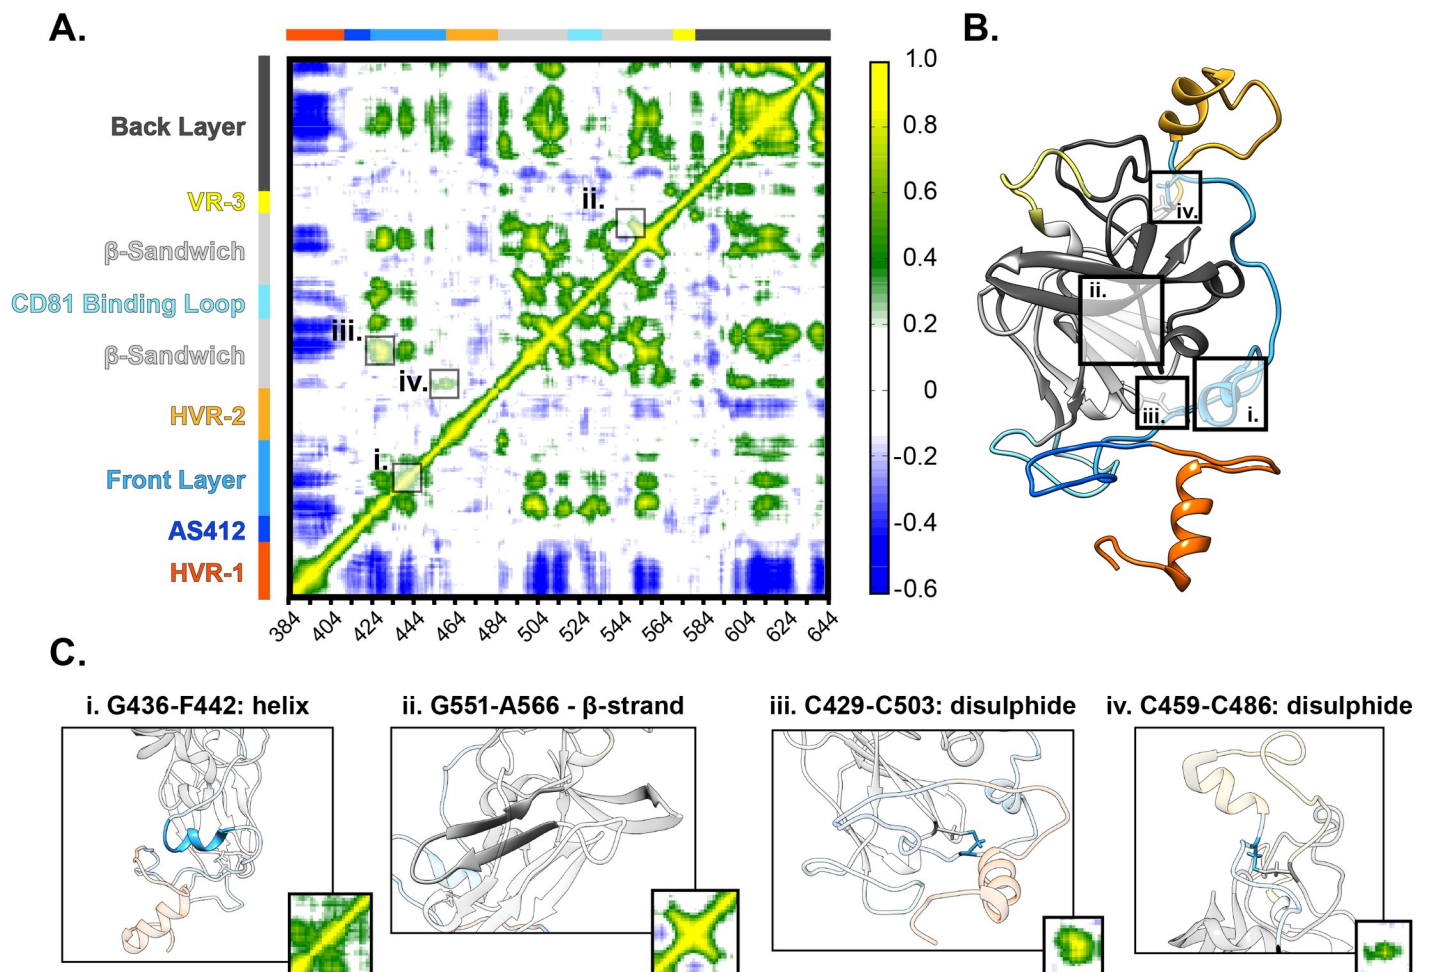 A.
B.
Back Layer
VR-3
β-Sandwich
CD81 Binding Loop
β-Sandwich
HVR-2
Front Layer
AS412
HVR-1
ii.
iii.
iv.
i.
1.0
0.8
0.6
0.4
0.2
0
-0.2
-0.4
-0.6
384
404
424
444
464
484
504
524
544
564
584
604
624
644
iv.
ii.
iii.
i.
C.
i. G436-F442: helix
ii. G551-A566 - β-strand
iii. C429-C503: disulphide
iv. C459-C486: disulphide